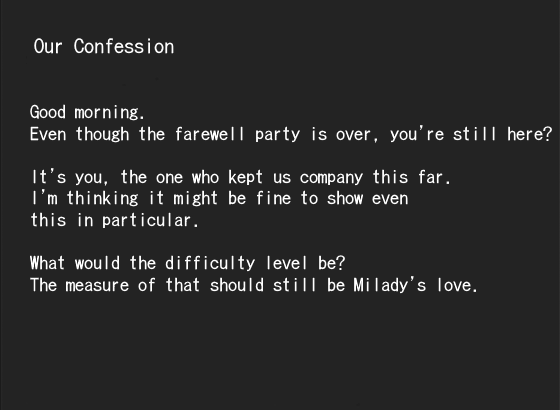 Our Confession
Good morning.
Even though the farewell party is over, you're still here?
It's you, the one who kept us company this far.
I'm thinking it might be fine to show even
this in particular.
What would the difficulty level be?
The measure of that should still be Milady's love.